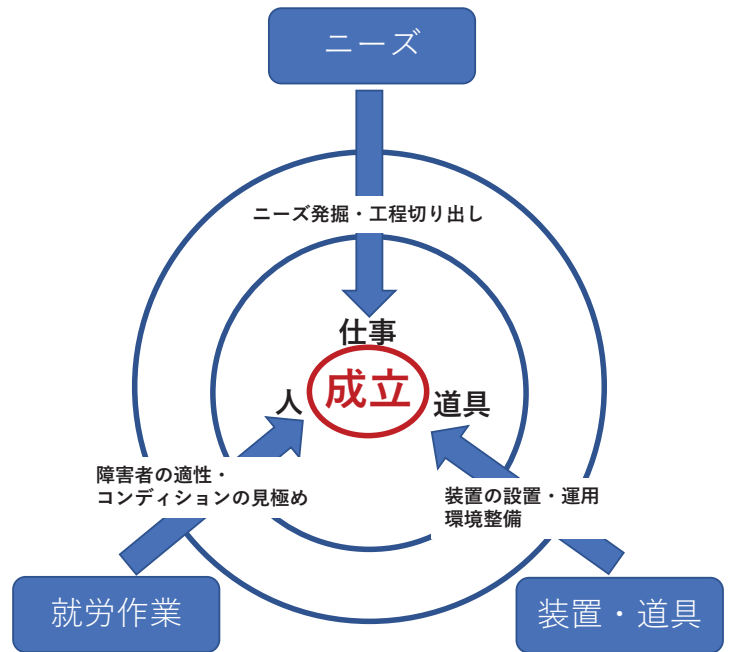 ニーズ
ニーズ発掘・工程切り出し
仕事
成立
人
道具
障害者の適性・
コンディションの見極め
装置の設置・運用
環境整備
就労作業
装置・道具